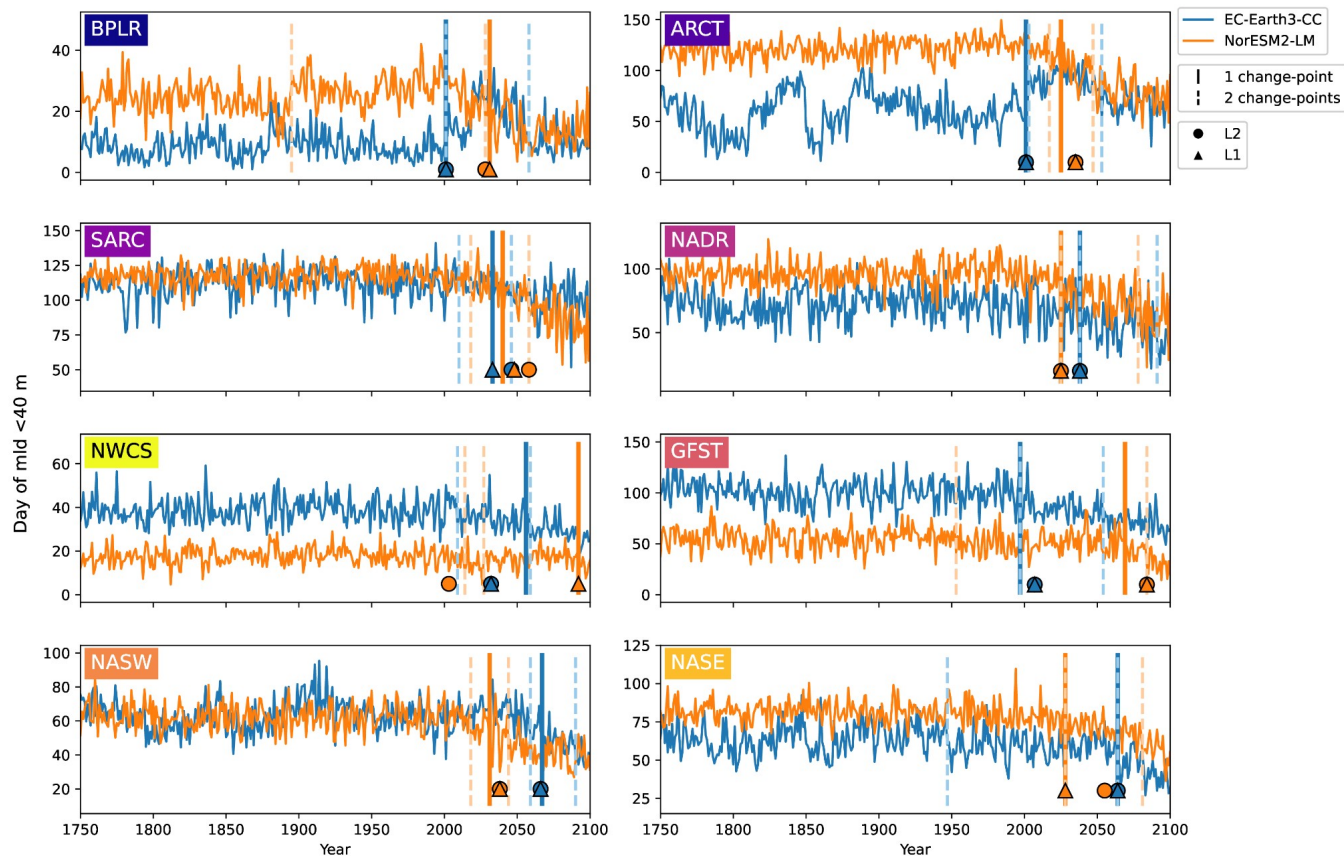 BPLR
40
20
0
ARCT
150
100
50
0
EC-Earth3-CC
NorESM2-LM
1 change-point
2 change-points
L2
L1
SARC
125
100
75
50
NADR
100
50
Day of mld <40 m
NWCS
60
40
20
0
GFST
150
100
50
0
NASW
100
80
60
40
20
1750 1800 1850 1900 1950 2000 2050 2100
Year
NASE
125
100
75
50
25
1750 1800 1850 1900 1950 2000 2050 2100
Year